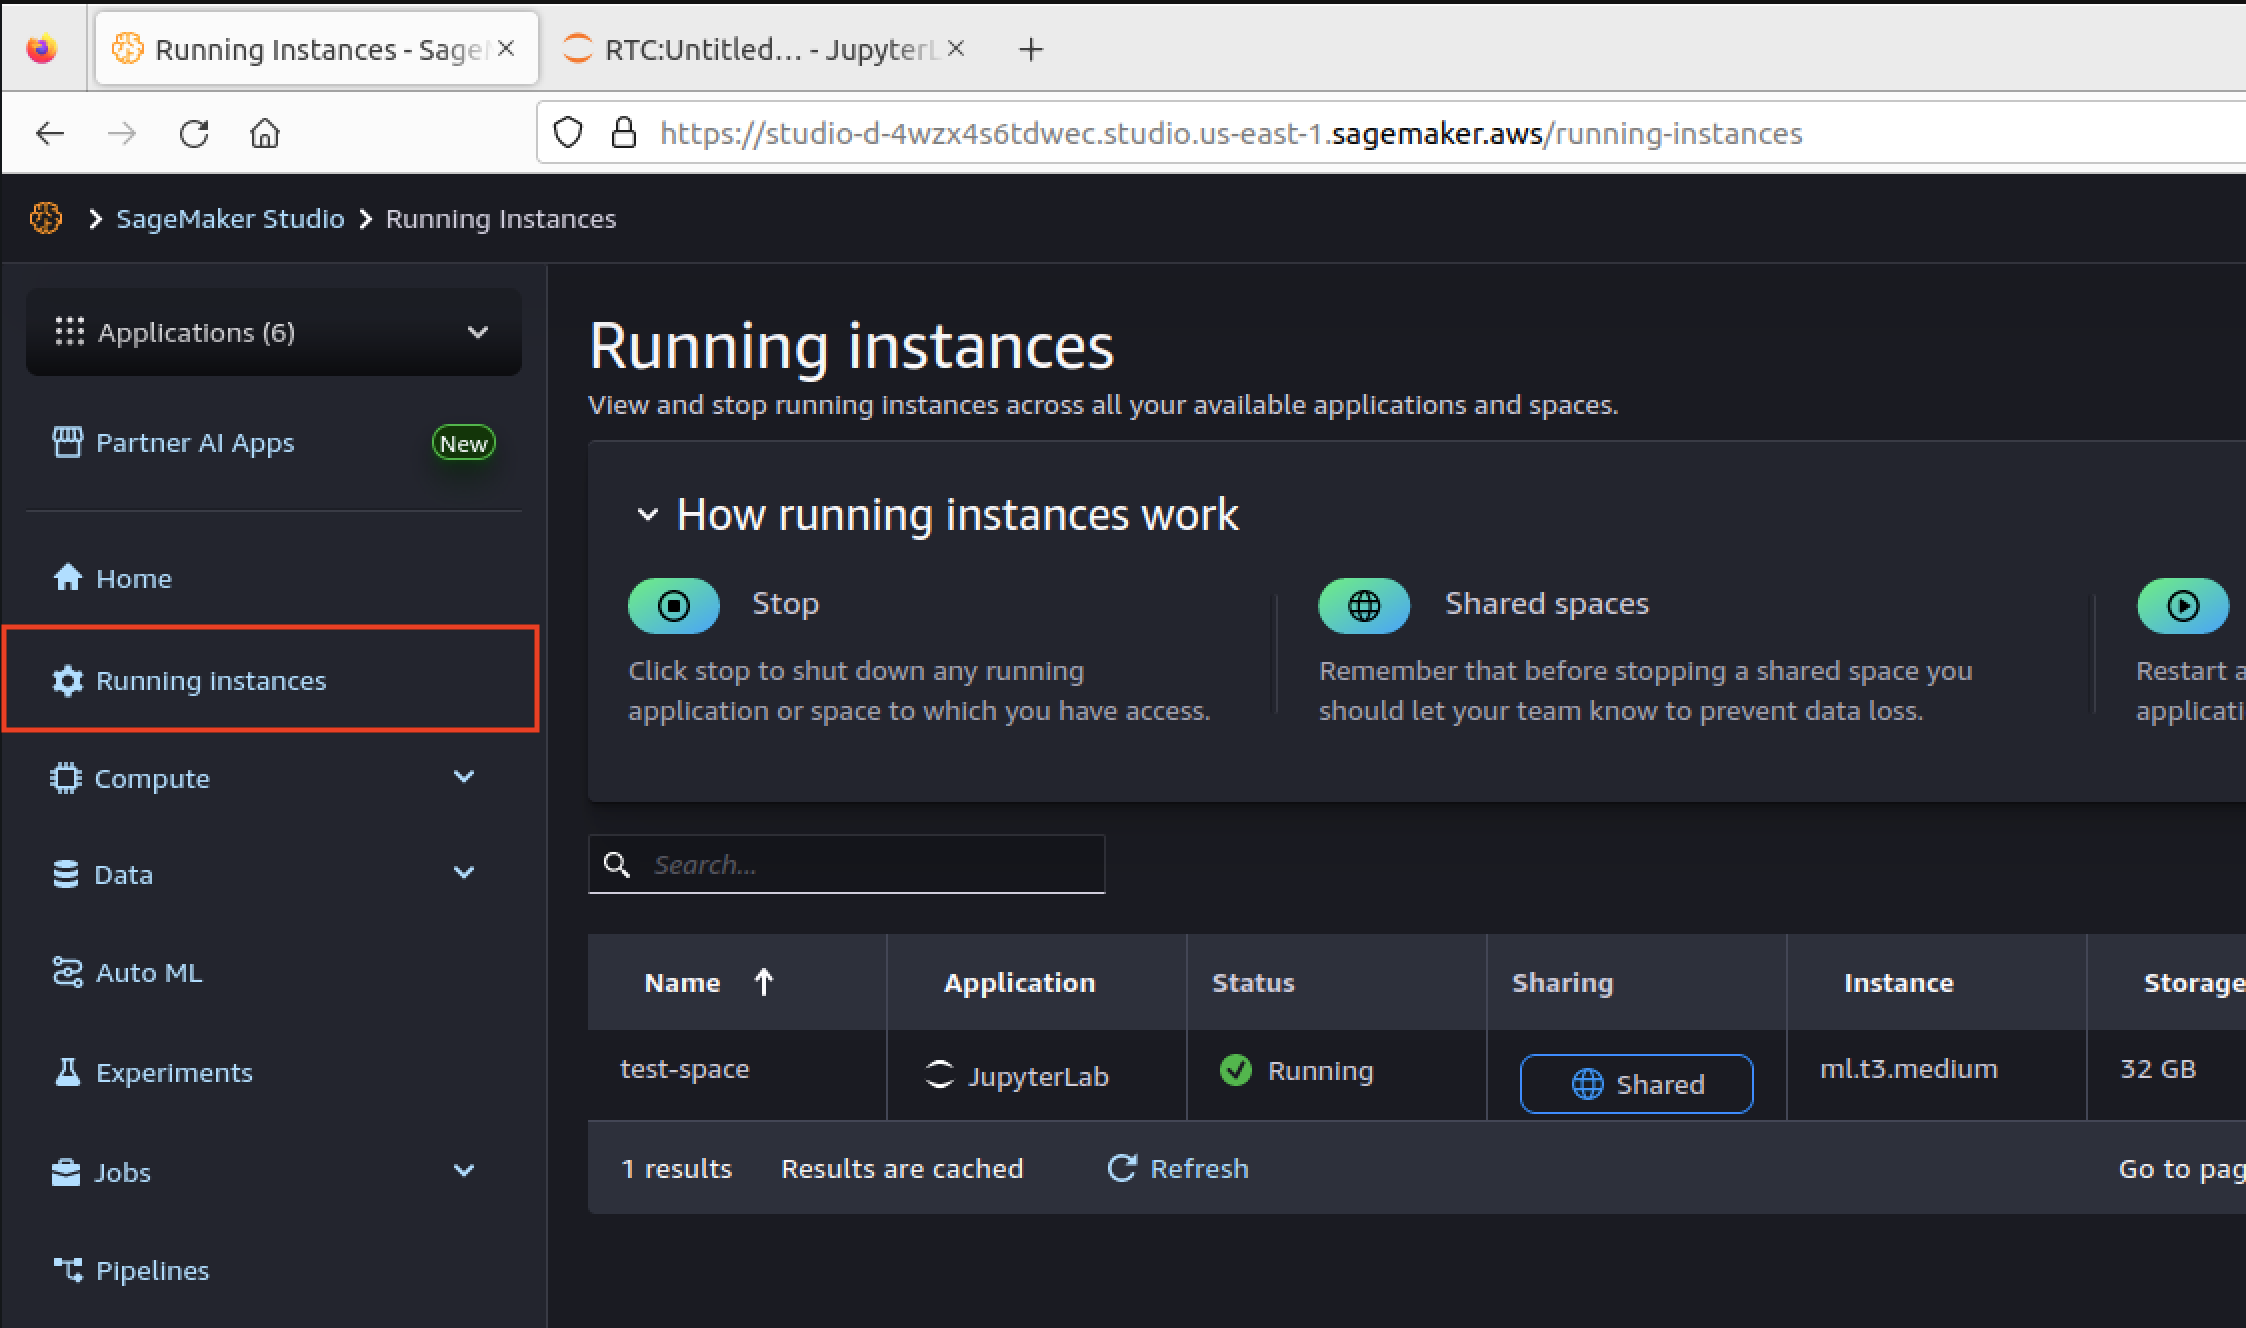 Running Instances - Sage
RTC:Untitled... - JupyterL
https://studio-d-4wzx4s6tdwec.studio.us-east-1.sagemaker.aws/running-instances
SageMaker Studio
Running Instances
Applications (6)
Partner AI Apps
New
Home
Running instances
Compute
Data
Auto ML
Experiments
Jobs
Pipelines
Running instances
View and stop running instances across all your available applications and spaces.
How running instances work
Stop
Click stop to shut down any running
application or space to which you have access.
Shared spaces
Remember that before stopping a shared space you
should let your team know to prevent data loss.
Restart a
applicati
Search...
Name Application Status Sharing Instance Storage
test-space JupyterLab Running Shared ml.t3.medium 32 GB
1 results Results are cached Refresh Go to pag